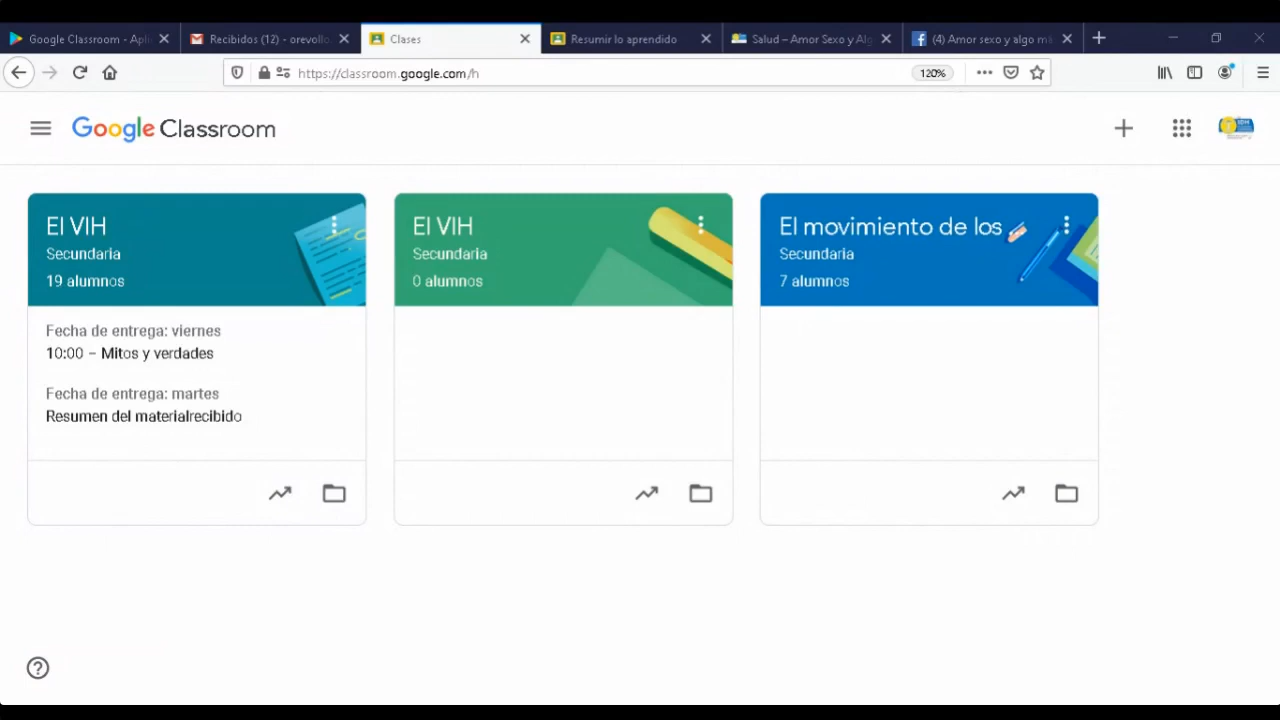 Google Classroom - Apli
Recibidos (12) - orevollo
Clases
Resumir lo aprendido
Salud – Amor Sexo y Alg
(4) Amor sexo y algo má
https://classroom.google.com/h
120%
Google Classroom
El VIH
Secundaria
19 alumnos
Fecha de entrega: viernes
10:00 – Mitos y verdades
Fecha de entrega: martes
Resumen del materialrecibido
El VIH
Secundaria
0 alumnos
El movimiento de los
Secundaria
7 alumnos